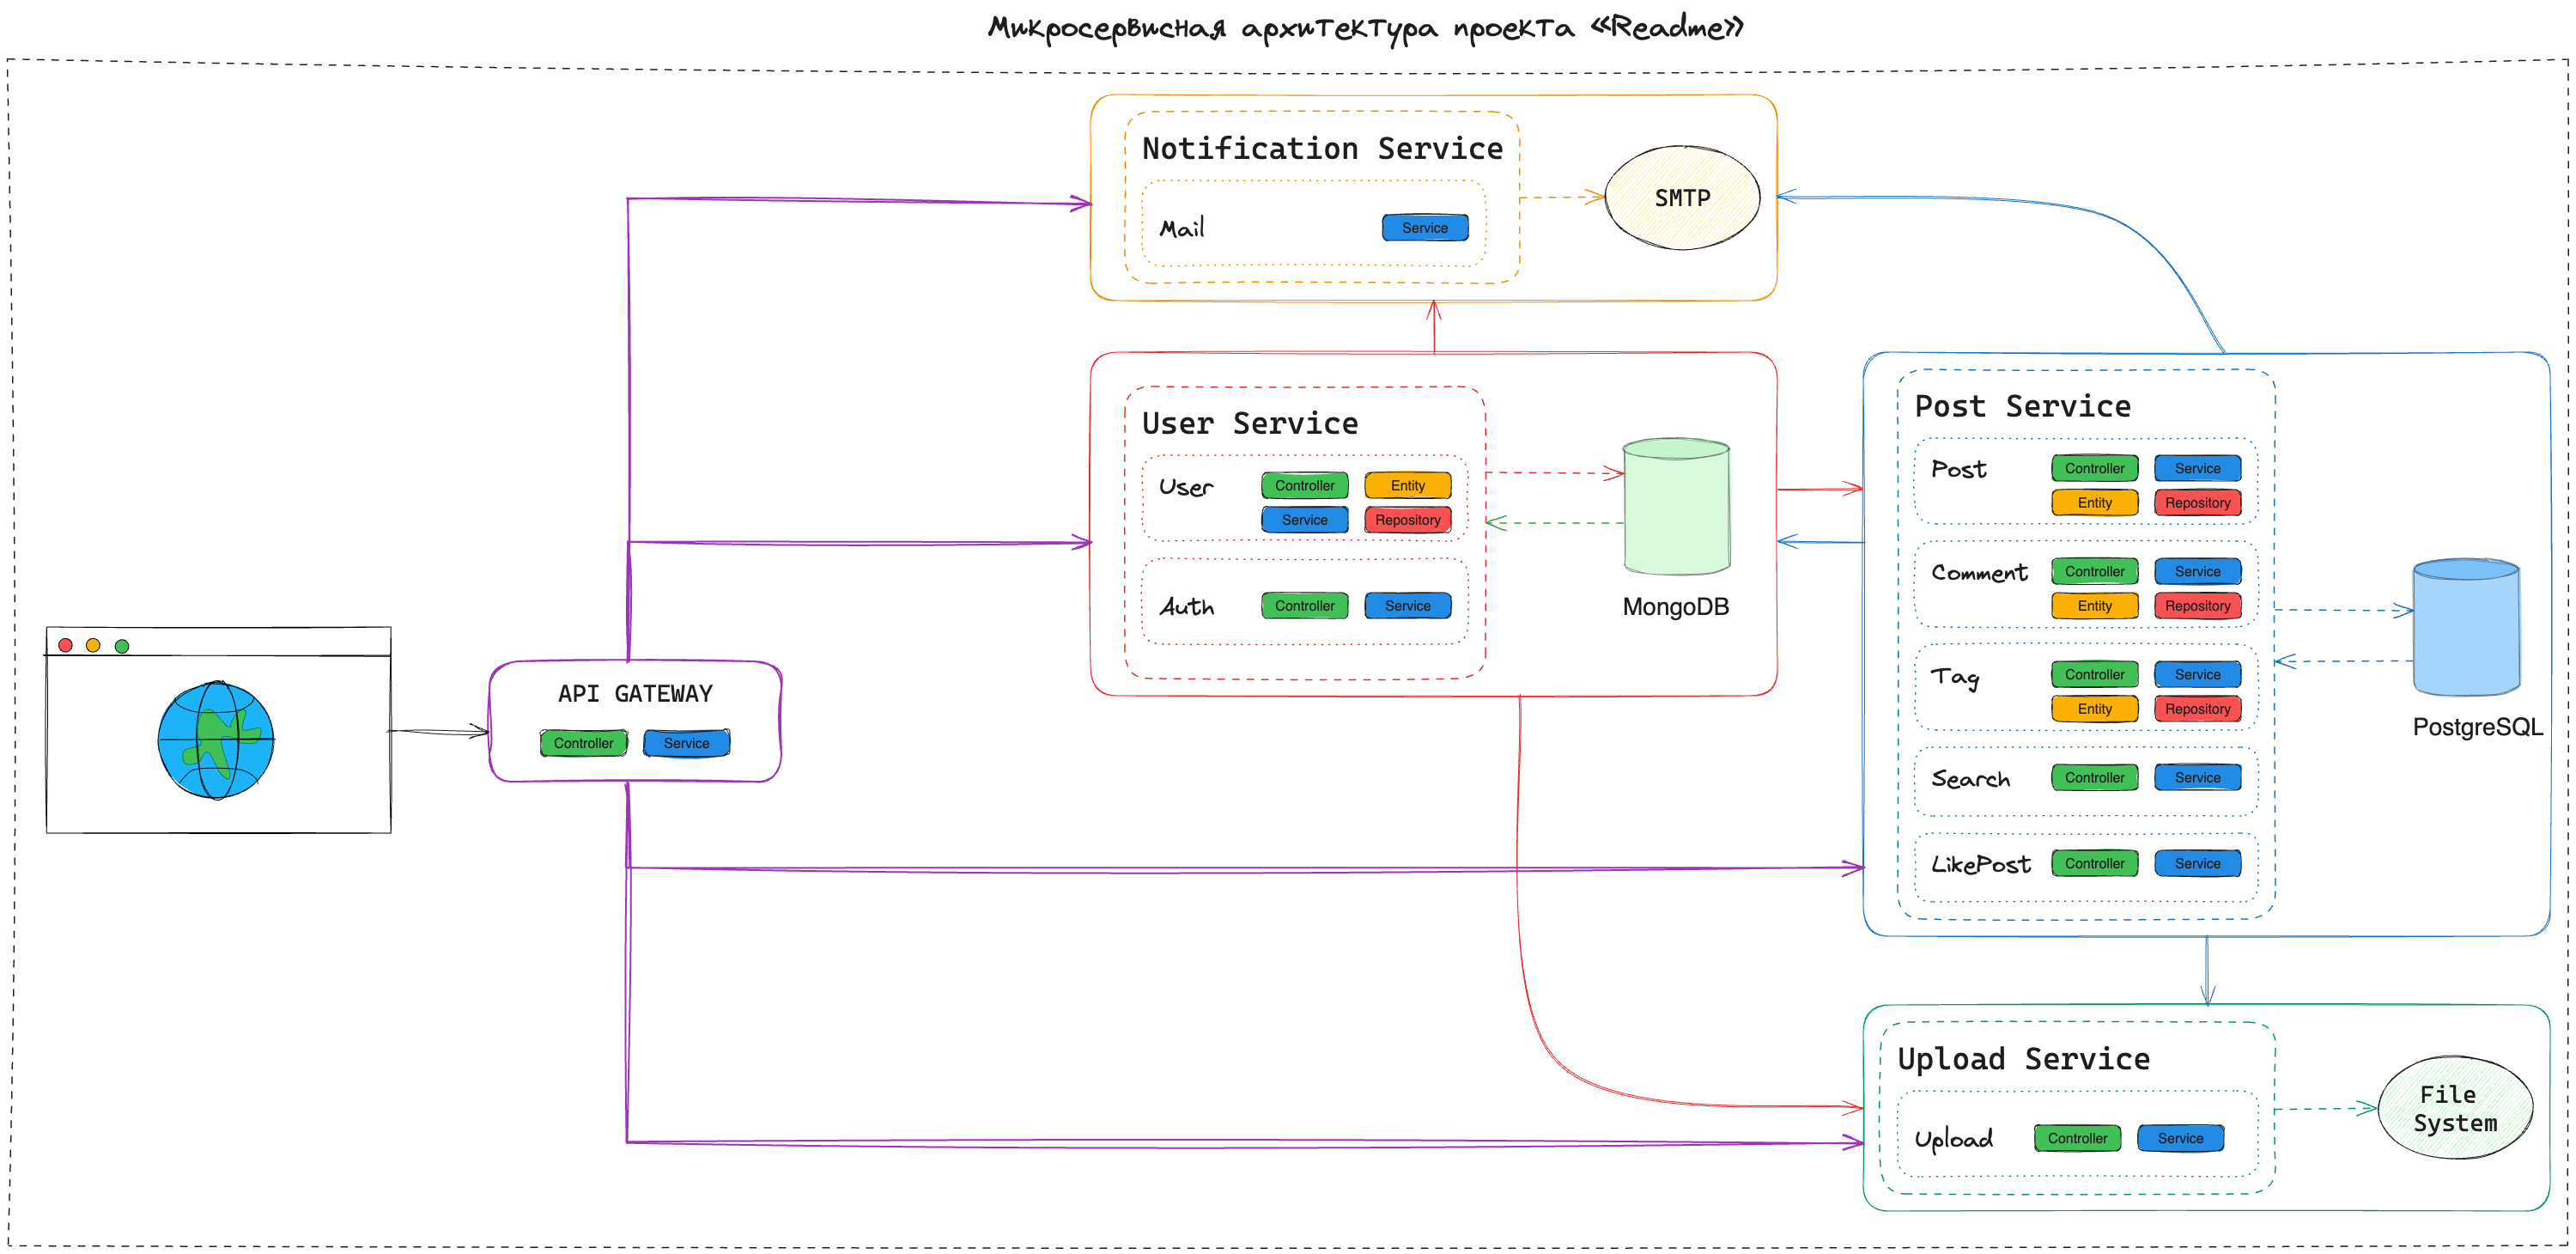 Микросервисная архитектура проекта «Readme»
Notification Service
Mail
Service
SMTP
User Service
User
Controller
Entity
Service
Repository
Auth
Controller
Service
MongoDB
Post Service
Post
Controller
Service
Entity
Repository
Comment
Controller
Service
Entity
Repository
Tag
Controller
Service
Entity
Repository
Search
Controller
Service
LikePost
Controller
Service
PostgreSQL
API GATEWAY
Controller
Service
Upload Service
Upload
Controller
Service
File
System